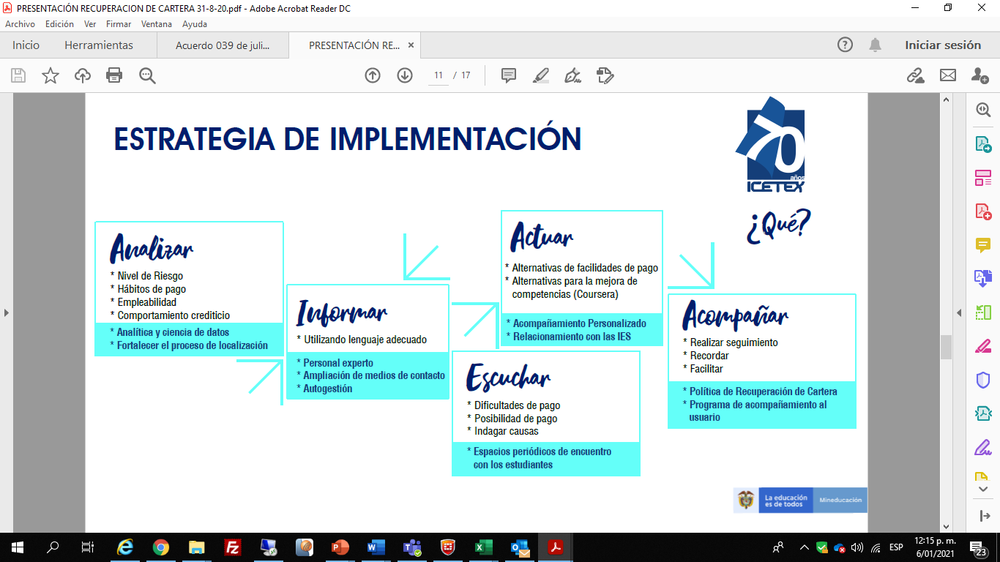 PRESENTACIÓN RECUPERACION DE CARTERA 31-8-20.pdf - Adobe Acrobat Reader DC
Archivo Edición Ver Firmar Ventana Ayuda
Inicio Herramientas Acuerdo 039 de juli... PRESENTACIÓN RE... ×
Iniciar sesión
11 / 17
ESTRATEGIA DE IMPLEMENTACIÓN
70
años
ICETEX
¿Qué?
Analizar
* Nivel de Riesgo
* Hábitos de pago
* Empleabilidad
* Comportamiento crediticio
* Analítica y ciencia de datos
* Fortalecer el proceso de localización
Informar
* Utilizando lenguaje adecuado
* Personal experto
* Ampliación de medios de contacto
* Autogestión
Escuchar
* Dificultades de pago
* Posibilidad de pago
* Indagar causas
* Espacios periódicos de encuentro
con los estudiantes
Actuar
* Alternativas de facilidades de pago
* Alternativas para la mejora de
competencias (Coursera)
* Acompañamiento Personalizado
* Relacionamiento con las IES
Acompañar
* Realizar seguimiento
* Recordar
* Facilitar
* Política de Recuperación de Cartera
* Programa de acompañamiento al
usuario
La educación
es de todos
Mineducación
ESP
12:15 p. m.
6/01/2021
23